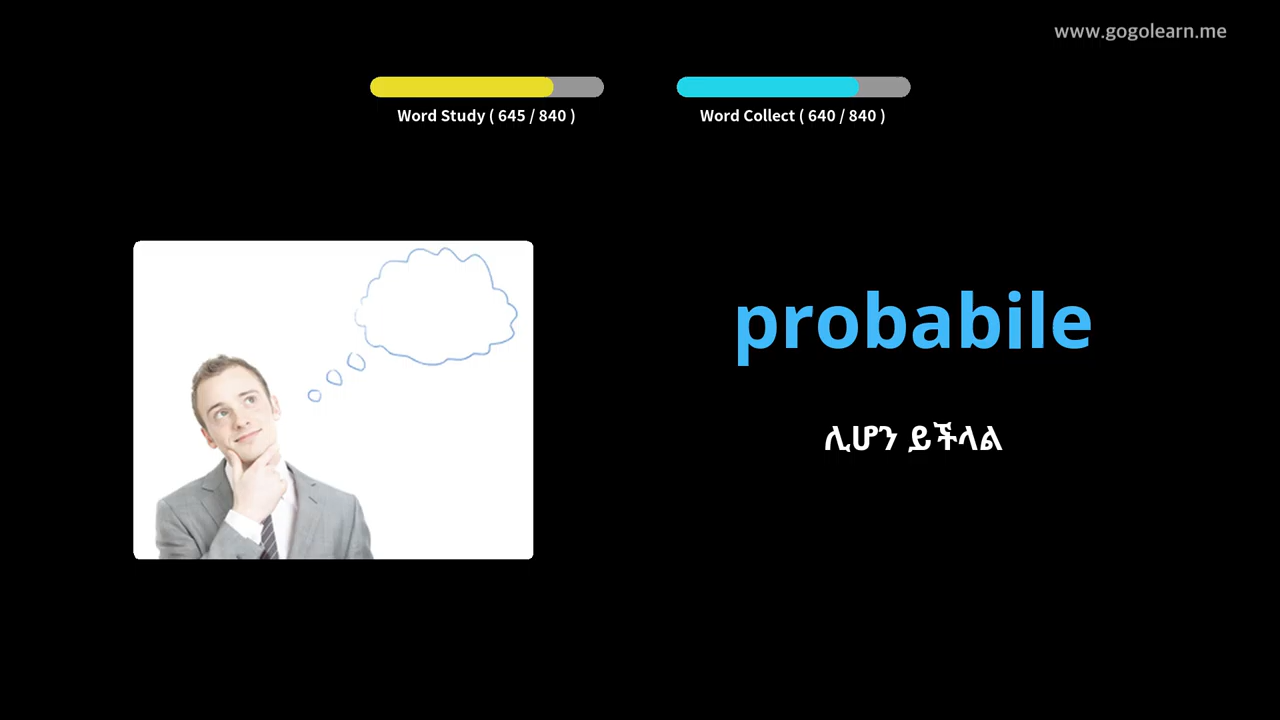 www.gogolearn.me
Word Study ( 645 / 840 )
Word Collect ( 640 / 840 )
probabile
ሊሆን ይችላል